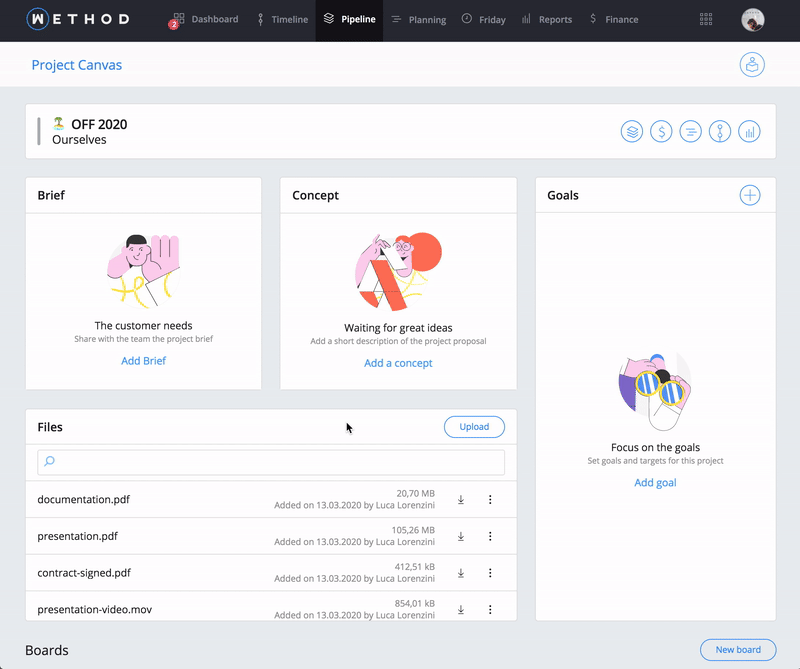 WETHOD
2
Dashboard
Timeline
Pipeline
Planning
Friday
Reports
$ Finance
Project Canvas
OFF 2020
Ourselves
$
Brief
The customer needs
Share with the team the project brief
Add Brief
Concept
Waiting for great ideas
Add a short description of the project proposal
Add a concept
Goals
Focus on the goals
Set goals and targets for this project
Add goal
Files
Upload
documentation.pdf
20,70 MB
Added on 13.03.2020 by Luca Lorenzini
presentation.pdf
105,26 MB
Added on 13.03.2020 by Luca Lorenzini
contract-signed.pdf
412,51 kB
Added on 13.03.2020 by Luca Lorenzini
presentation-video.mov
854,01 kB
Added on 13.03.2020 by Luca Lorenzini
Boards
New board